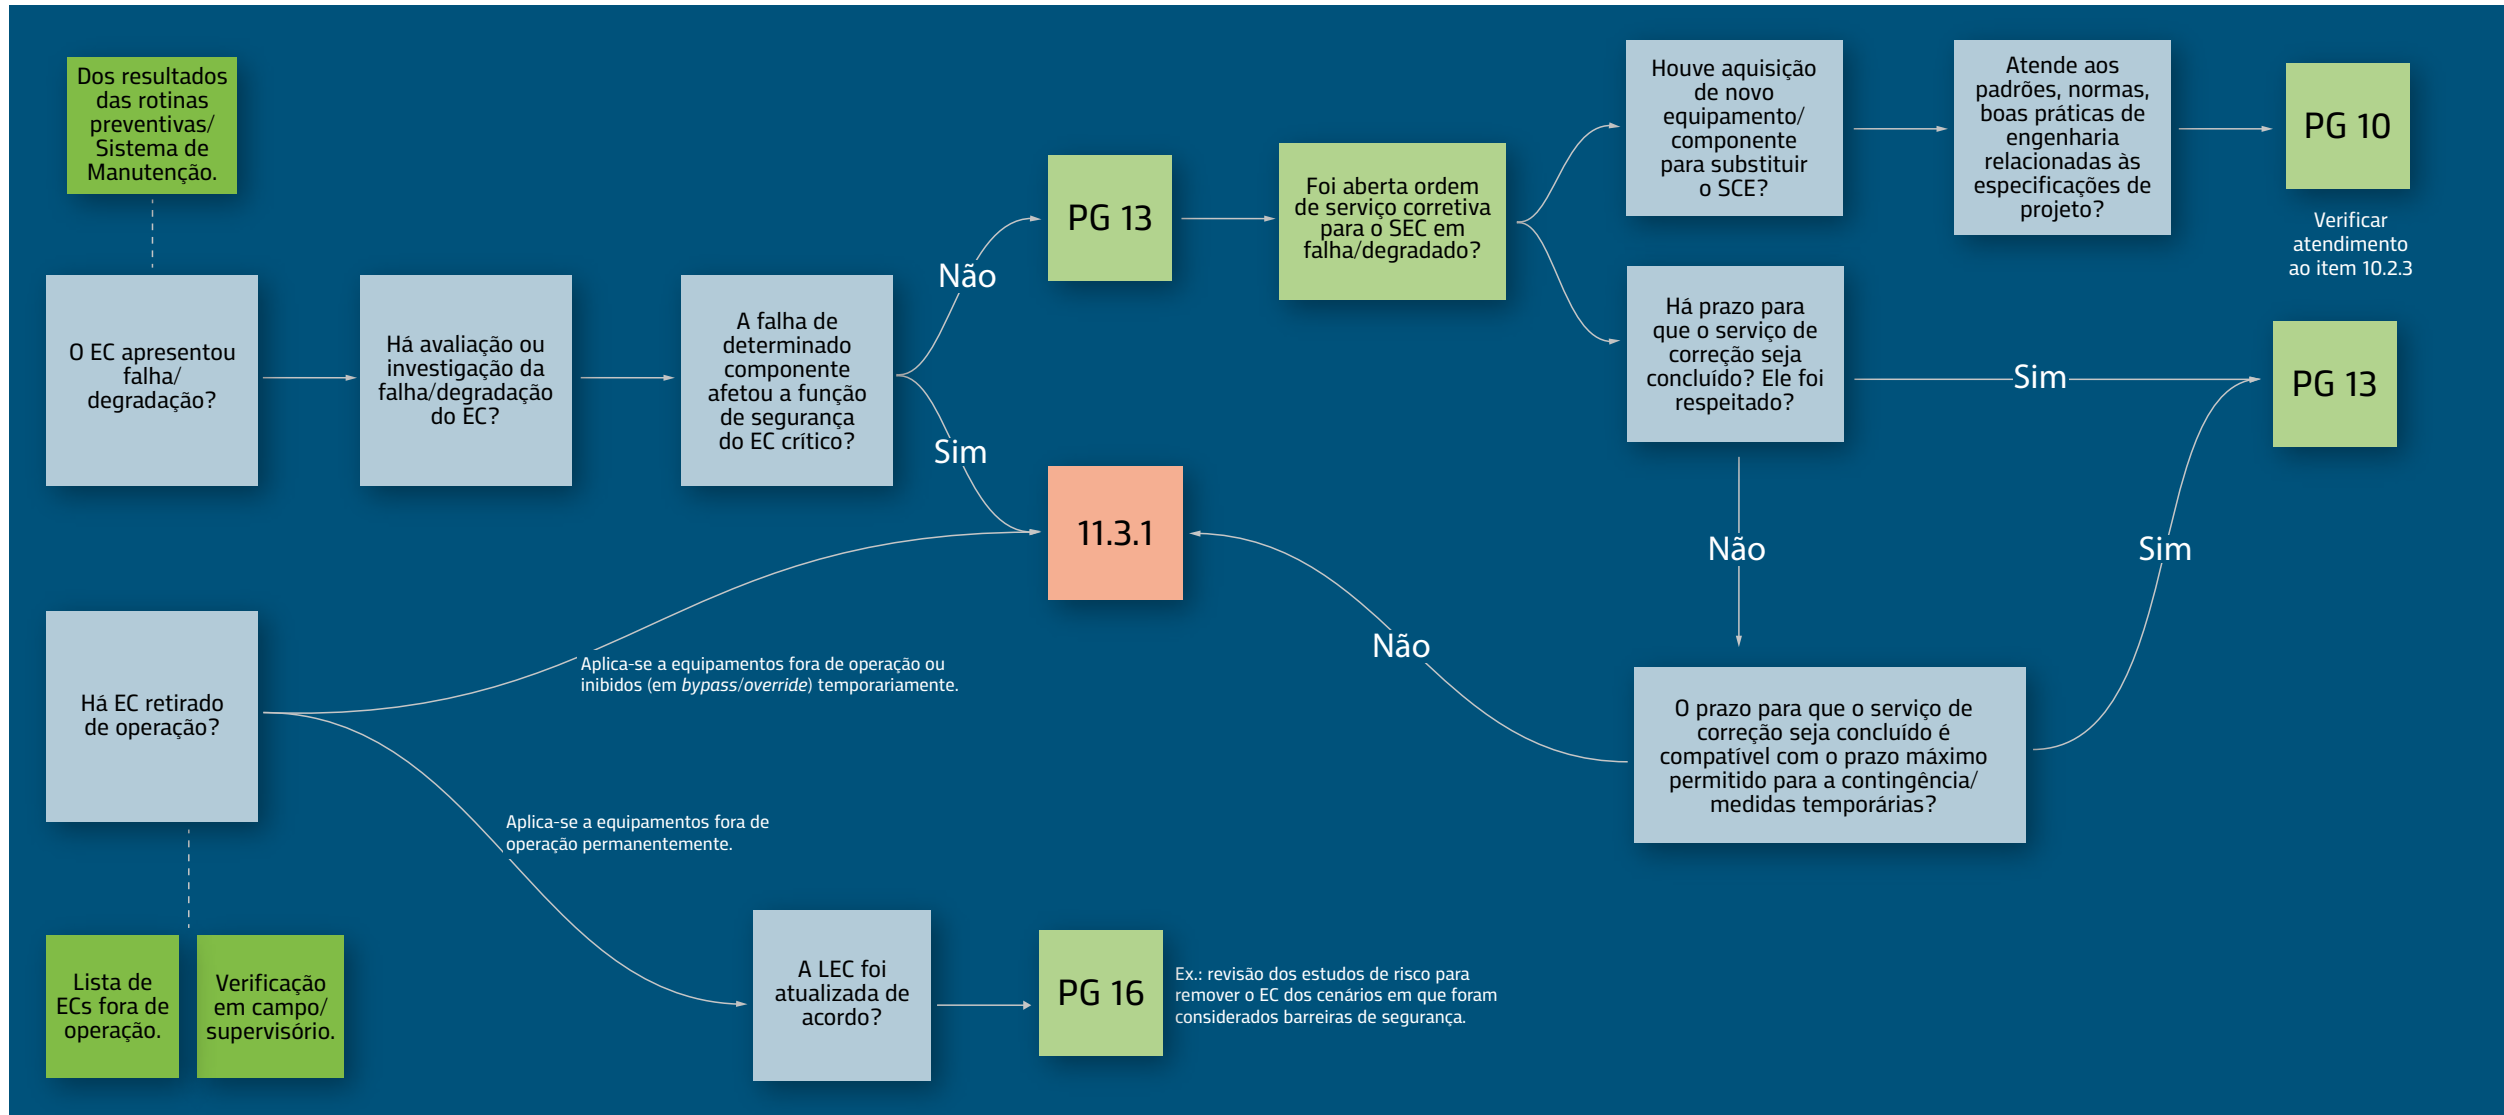 Dos resultados
das rotinas
preventivas/
Sistema de
Manutenção.
O EC apresentou
falha/
degradação?
Há avaliação ou
investigação da
falha/degradação
do EC?
A falha de
determinado
componente
afetou a função
de segurança
do EC crítico?
Não
Sim
PG 13
Foi aberta ordem
de serviço corretiva
para o SEC em
falha/degradado?
Houve aquisição
de novo
equipamento/
componente
para substituir
o SCE?
Atende aos
padrões, normas,
boas práticas de
engenharia
relacionadas às
especificações de
projeto?
PG 10
Verificar
atendimento
ao item 10.2.3
Há prazo para
que o serviço de
correção seja
concluído? Ele foi
respeitado?
Sim
PG 13
Não
Sim
O prazo para que o serviço de
correção seja concluído é
compatível com o prazo máximo
permitido para a contingência/
medidas temporárias?
Não
11.3.1
Há EC retirado
de operação?
Aplica-se a equipamentos fora de operação ou
inibidos (em bypass/override) temporariamente.
Aplica-se a equipamentos fora de
operação permanentemente.
Lista de
ECs fora de
operação.
Verificação
em campo/
supervisório.
A LEC foi
atualizada de
acordo?
PG 16
Ex.: revisão dos estudos de risco para
remover o EC dos cenários em que foram
considerados barreiras de segurança.